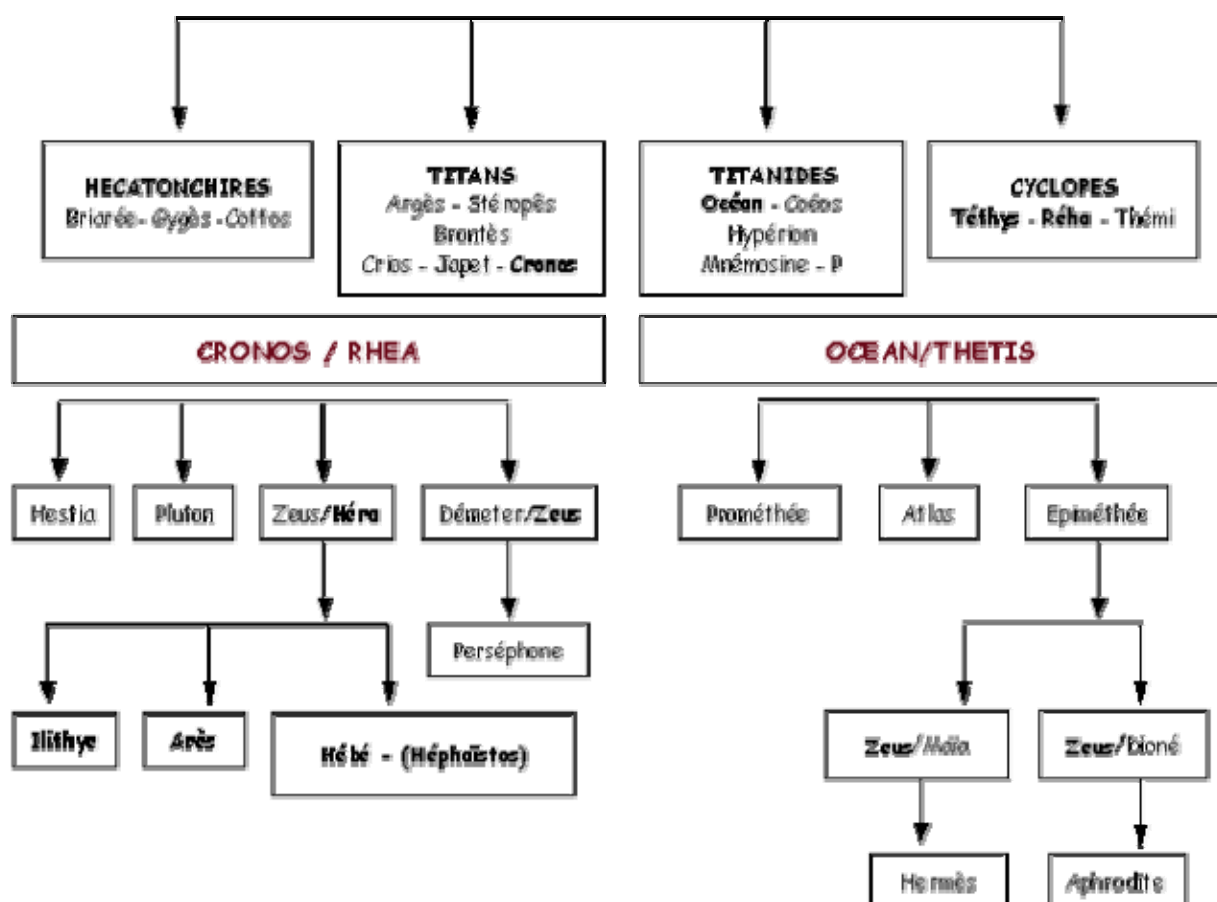 HECATONCHIRES
Briarée - Gygès - Cottos
TITANS
Argès - Stéropês
Brontès
Crios - Japet - Cronos
TITANIDES
Océan - Coéos
Hypérion
Mnémosine - P
CYCLOPES
Téthys - Réha - Thémi
CRONOS / RHEA
OCEAN/THETIS
Hestia
Pluton
Zeus/Héra
Démeter/Zeus
Prométhée
Atlas
Epiméthée
Perséphone
Ilithye
Arès
Hébé - (Héphaïstos)
Zeus/Maïa
Zeus/Dioné
Hermès
Aphrodite